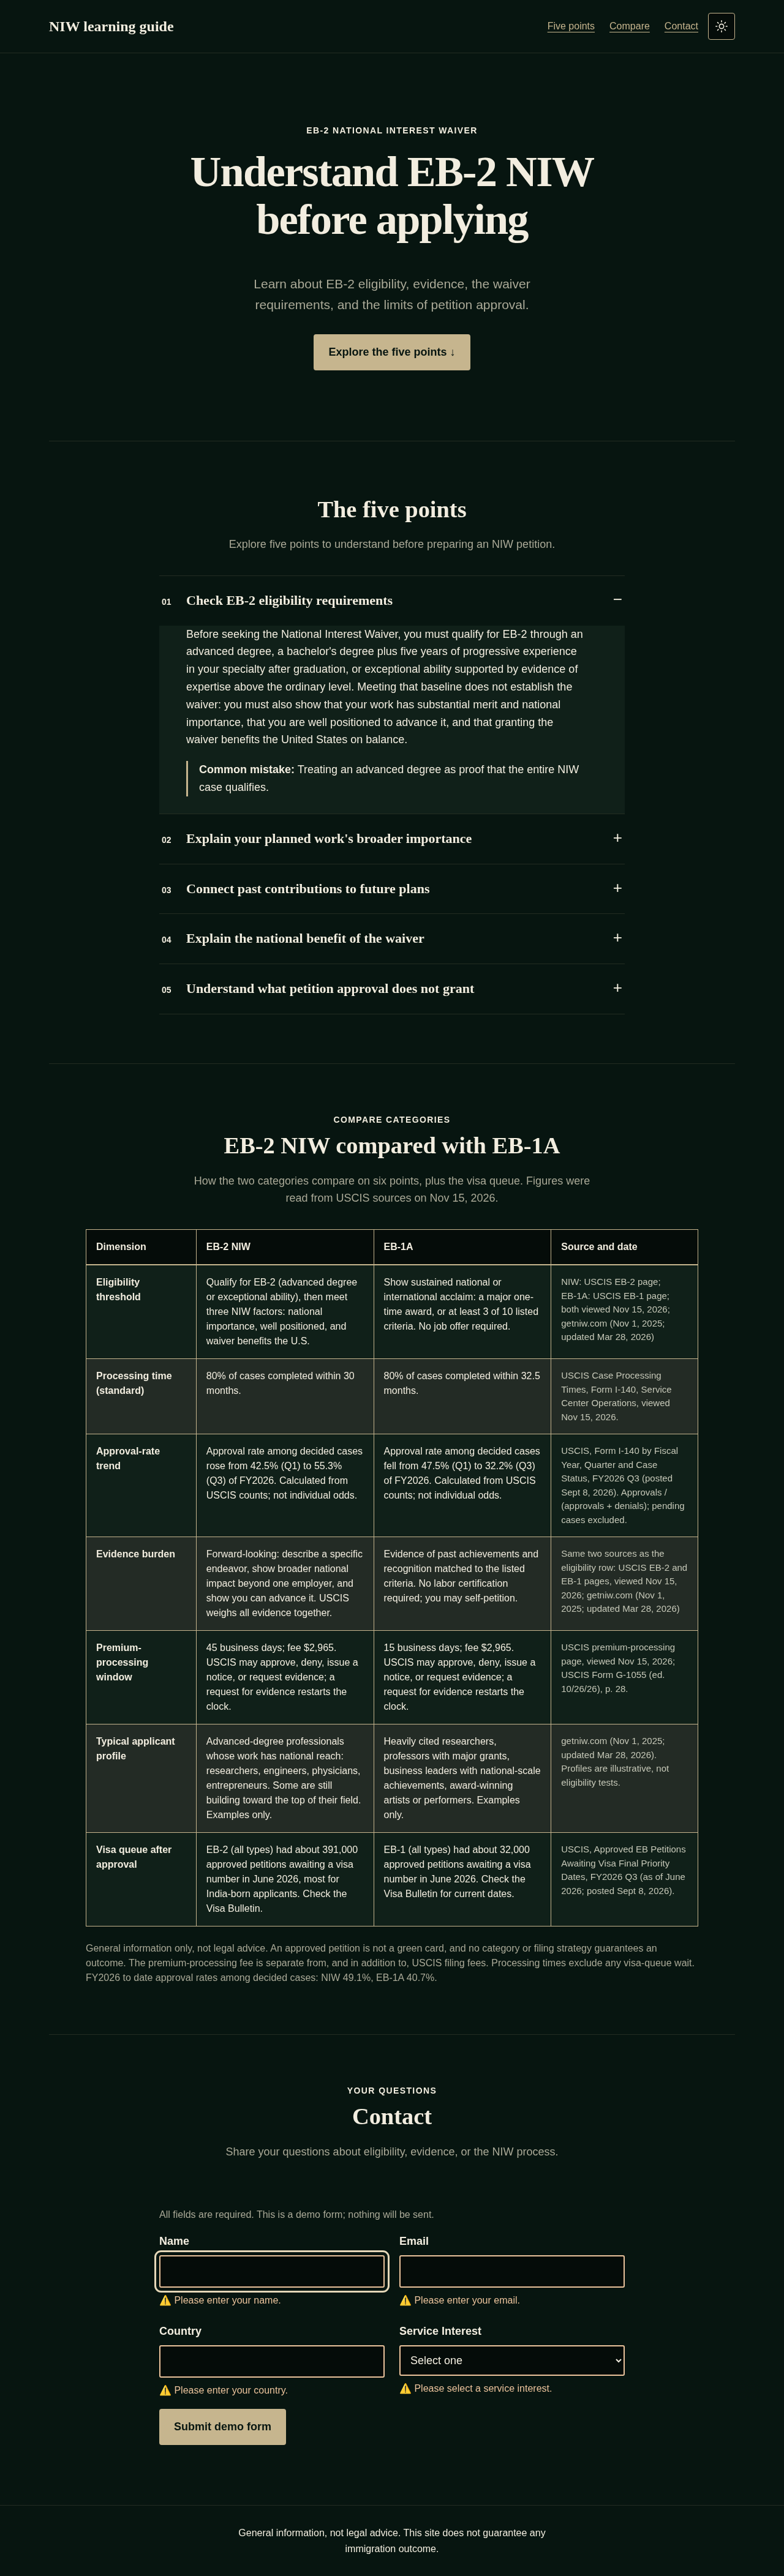 NIW learning guide
Five points
Compare
Contact
EB-2 NATIONAL INTEREST WAIVER
Understand EB-2 NIW
before applying
Learn about EB-2 eligibility, evidence, the waiver
requirements, and the limits of petition approval.
Explore the five points ↓
The five points
Explore five points to understand before preparing an NIW petition.
01 Check EB-2 eligibility requirements −
Before seeking the National Interest Waiver, you must qualify for EB-2 through an
advanced degree, a bachelor's degree plus five years of progressive experience
in your specialty after graduation, or exceptional ability supported by evidence of
expertise above the ordinary level. Meeting that baseline does not establish the
waiver: you must also show that your work has substantial merit and national
importance, that you are well positioned to advance it, and that granting the
waiver benefits the United States on balance.
Common mistake: Treating an advanced degree as proof that the entire NIW
case qualifies.
02 Explain your planned work's broader importance +
03 Connect past contributions to future plans +
04 Explain the national benefit of the waiver +
05 Understand what petition approval does not grant +
COMPARE CATEGORIES
EB-2 NIW compared with EB-1A
How the two categories compare on six points, plus the visa queue. Figures were
read from USCIS sources on Nov 15, 2026.
Dimension
EB-2 NIW
EB-1A
Source and date
Eligibility
threshold
Qualify for EB-2 (advanced degree
or exceptional ability), then meet
three NIW factors: national
importance, well positioned, and
waiver benefits the U.S.
Show sustained national or
international acclaim: a major one-
time award, or at least 3 of 10 listed
criteria. No job offer required.
NIW: USCIS EB-2 page;
EB-1A: USCIS EB-1 page;
both viewed Nov 15, 2026;
getniw.com (Nov 1, 2025;
updated Mar 28, 2026)
Processing time
(standard)
80% of cases completed within 30
months.
80% of cases completed within 32.5
months.
USCIS Case Processing
Times, Form I-140, Service
Center Operations, viewed
Nov 15, 2026.
Approval-rate
trend
Approval rate among decided cases
rose from 42.5% (Q1) to 55.3%
(Q3) of FY2026. Calculated from
USCIS counts; not individual odds.
Approval rate among decided cases
fell from 47.5% (Q1) to 32.2% (Q3)
of FY2026. Calculated from USCIS
counts; not individual odds.
USCIS, Form I-140 by Fiscal
Year, Quarter and Case
Status, FY2026 Q3 (posted
Sept 8, 2026). Approvals /
(approvals + denials); pending
cases excluded.
Evidence burden
Forward-looking: describe a specific
endeavor, show broader national
impact beyond one employer, and
show you can advance it. USCIS
weighs all evidence together.
Evidence of past achievements and
recognition matched to the listed
criteria. No labor certification
required; you may self-petition.
Same two sources as the
eligibility row: USCIS EB-2 and
EB-1 pages, viewed Nov 15,
2026; getniw.com (Nov 1,
2025; updated Mar 28, 2026)
Premium-
processing
window
45 business days; fee $2,965.
USCIS may approve, deny, issue a
notice, or request evidence; a
request for evidence restarts the
clock.
15 business days; fee $2,965.
USCIS may approve, deny, issue a
notice, or request evidence; a
request for evidence restarts the
clock.
USCIS premium-processing
page, viewed Nov 15, 2026;
USCIS Form G-1055 (ed.
10/26/26), p. 28.
Typical applicant
profile
Advanced-degree professionals
whose work has national reach:
researchers, engineers, physicians,
entrepreneurs. Some are still
building toward the top of their field.
Examples only.
Heavily cited researchers,
professors with major grants,
business leaders with national-scale
achievements, award-winning
artists or performers. Examples
only.
getniw.com (Nov 1, 2025;
updated Mar 28, 2026).
Profiles are illustrative, not
eligibility tests.
Visa queue after
approval
EB-2 (all types) had about 391,000
approved petitions awaiting a visa
number in June 2026, most for
India-born applicants. Check the
Visa Bulletin.
EB-1 (all types) had about 32,000
approved petitions awaiting a visa
number in June 2026. Check the
Visa Bulletin for current dates.
USCIS, Approved EB Petitions
Awaiting Visa Final Priority
Dates, FY2026 Q3 (as of June
2026; posted Sept 8, 2026).
General information only, not legal advice. An approved petition is not a green card, and no category or filing strategy guarantees an
outcome. The premium-processing fee is separate from, and in addition to, USCIS filing fees. Processing times exclude any visa-queue wait.
FY2026 to date approval rates among decided cases: NIW 49.1%, EB-1A 40.7%.
YOUR QUESTIONS
Contact
Share your questions about eligibility, evidence, or the NIW process.
All fields are required. This is a demo form; nothing will be sent.
Name
Email
⚠️ Please enter your name.
⚠️ Please enter your email.
Country
Service Interest
Select one
⚠️ Please enter your country.
⚠️ Please select a service interest.
Submit demo form
General information, not legal advice. This site does not guarantee any
immigration outcome.